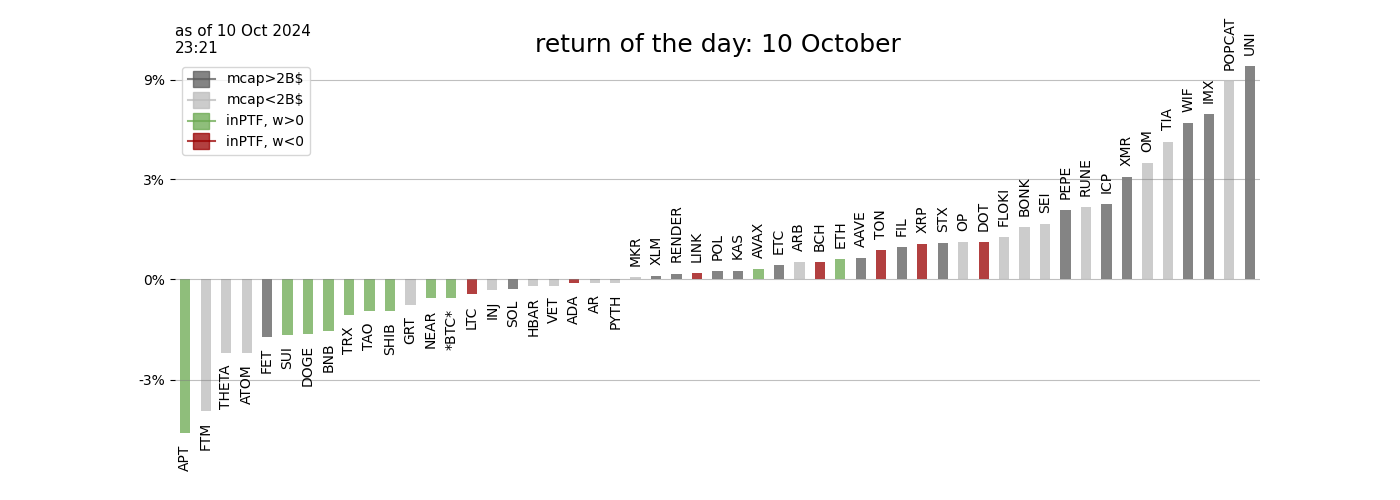 as of 10 Oct 2024
23:21
return of the day: 10 October
mcap>2B$
mcap<2B$
inPTF, w>0
inPTF, w<0
9%
3%
0%
-3%
APT
FTM
THETA
ATOM
FET
SUI
DOGE
BNB
TRX
TAO
SHIB
GRT
NEAR
*BTC*
LTC
INJ
SOL
HBAR
VET
ADA
AR
PYTH
MKR
XLM
RENDER
LINK
POL
KAS
AVAX
ETC
ARB
BCH
ETH
AAVE
TON
FIL
XRP
STX
OP
DOT
FLOKI
BONK
SEI
PEPE
RUNE
ICP
XMR
OM
TIA
WIF
IMX
POPCAT
UNI